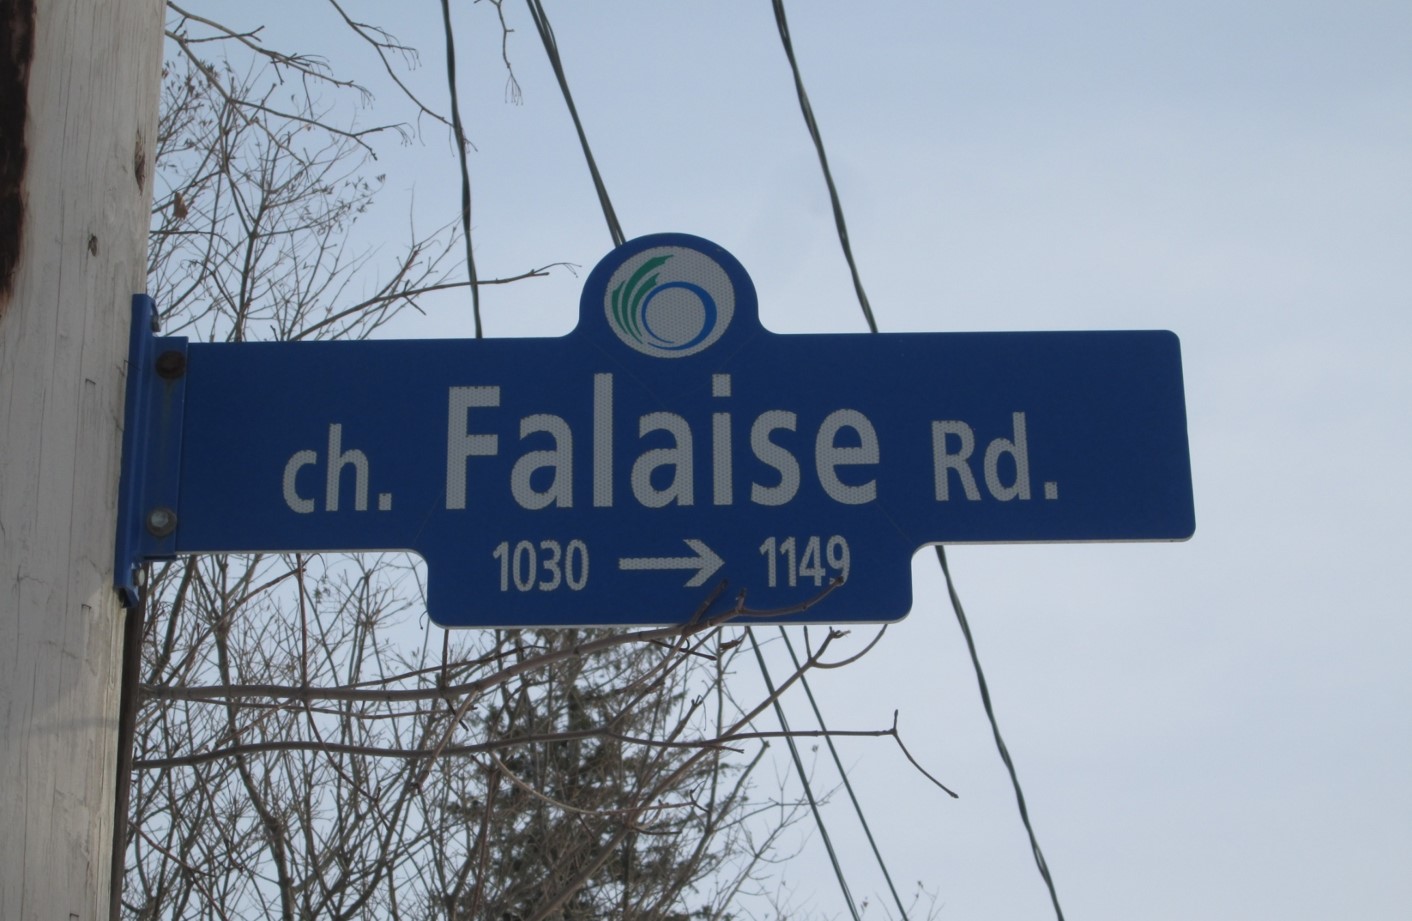 ch. Falaise Rd.
1030 → 1149